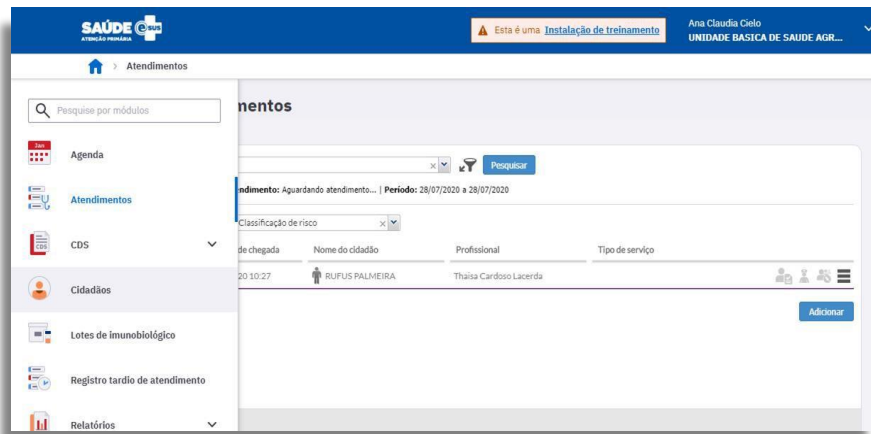 SAÚDE e SUS
ATENÇÃO PRIMÁRIA
Esta é uma Instalação de treinamento
Ana Claudia Cielo
UNIDADE BASICA DE SAUDE AGR...
Atendimentos
Pesquise por módulos
mentos
Agenda
Pesquisar
endimento: Aguardando atendimento... | Período: 28/07/2020 a 28/07/2020
Atendimentos
Classificação de risco
CDS
de chegada Nome do cidadão Profissional Tipo de serviço
20 10:27 RUFUS PALMEIRA Thaisa Cardoso Lacerda
Cidadãos
Adicionar
Lotes de imunobiológico
Registro tardio de atendimento
Relatórios